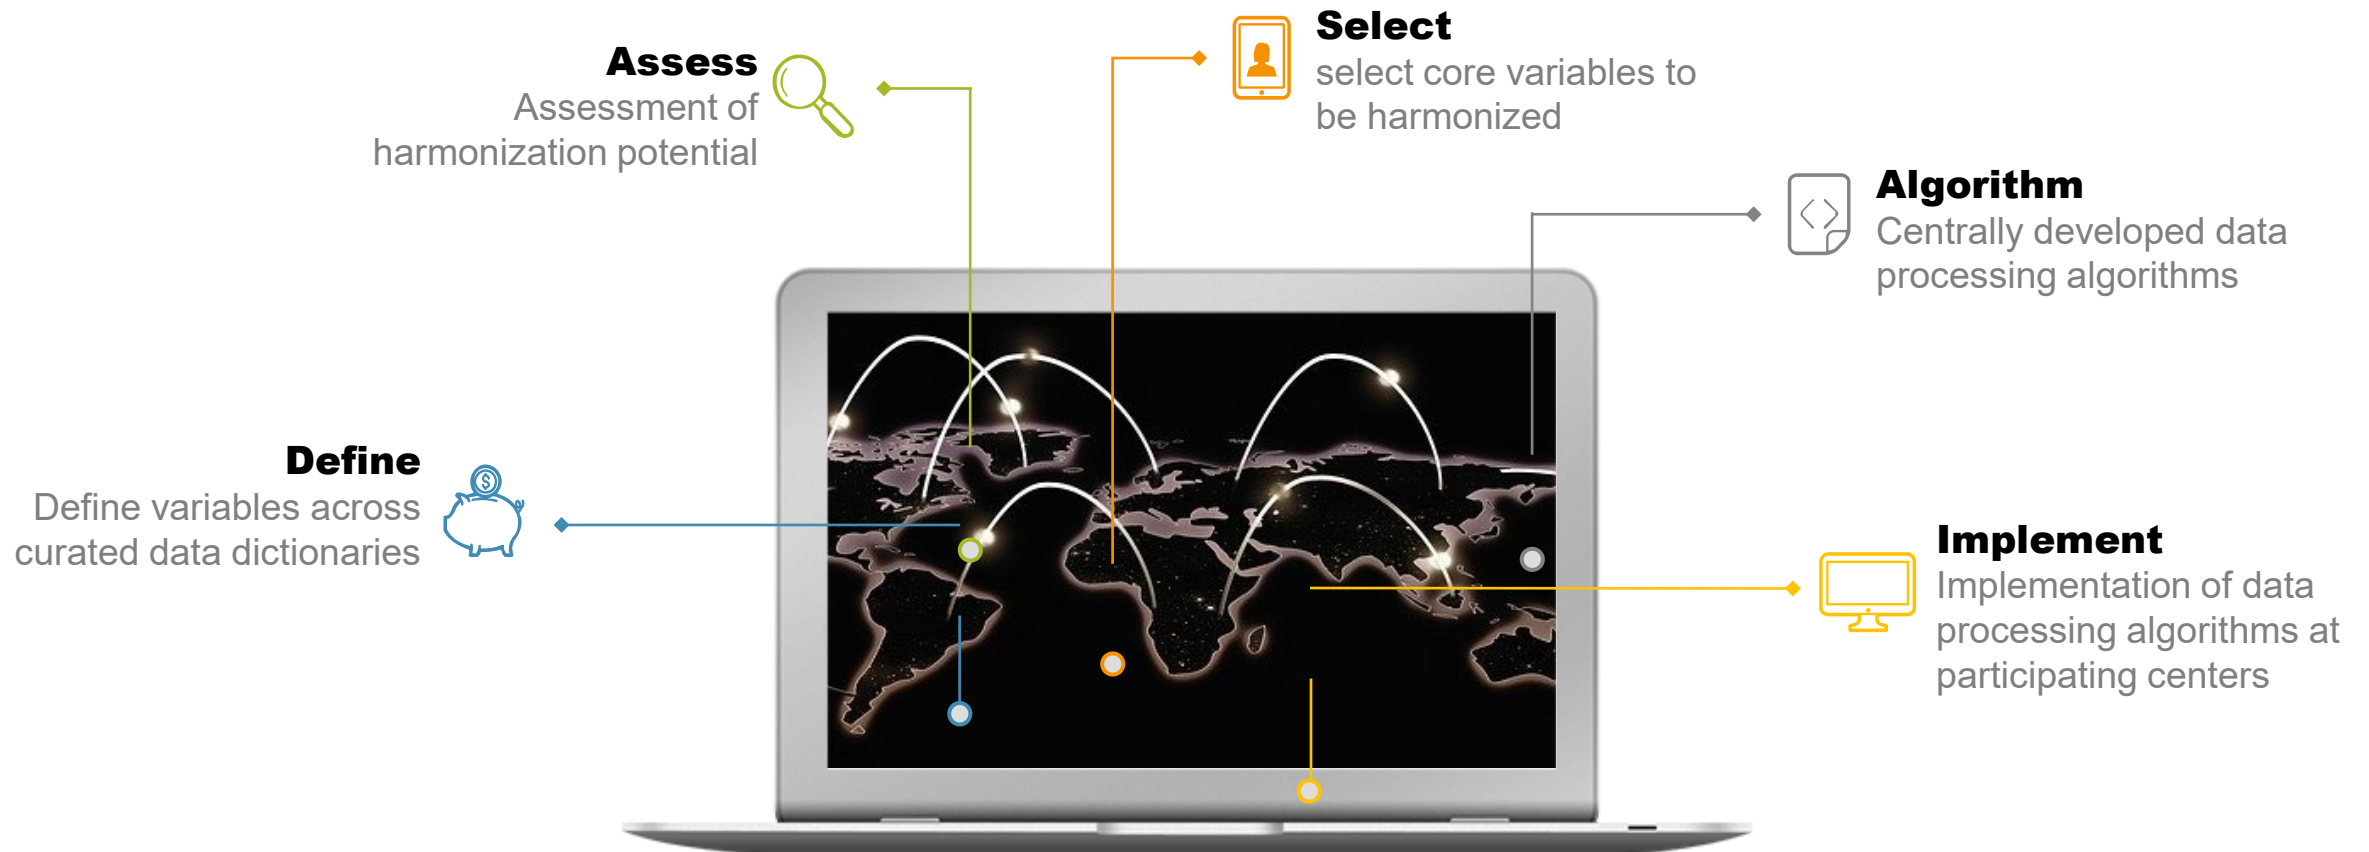 Define
Define variables across
curated data dictionaries
$
Assess
Assessment of
harmonization potential
Select
select core variables to
be harmonized
Algorithm
Centrally developed data
processing algorithms
Implement
Implementation of data
processing algorithms at
participating centers